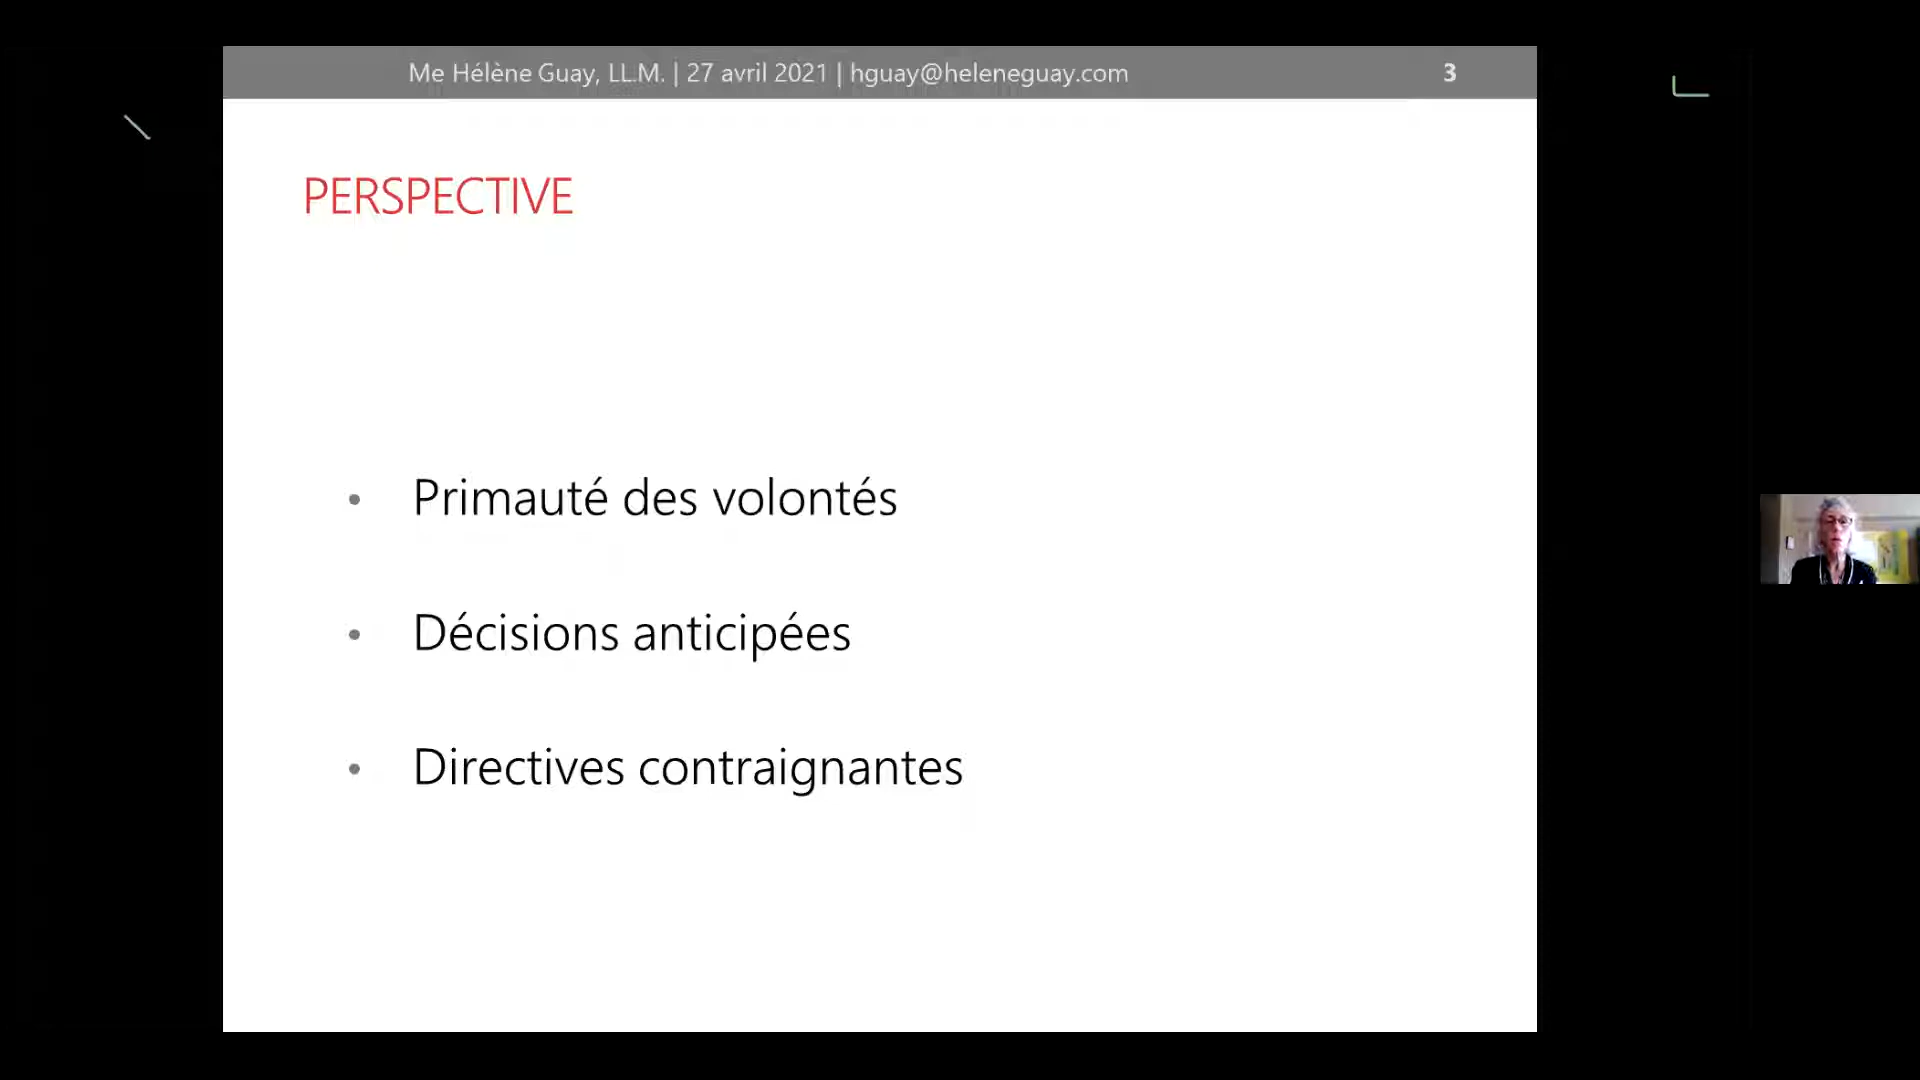 Me Hélène Guay, LL.M. | 27 avril 2021 | hguay@heleneguay.com 3
PERSPECTIVE
• Primauté des volontés
• Décisions anticipées
• Directives contraignantes